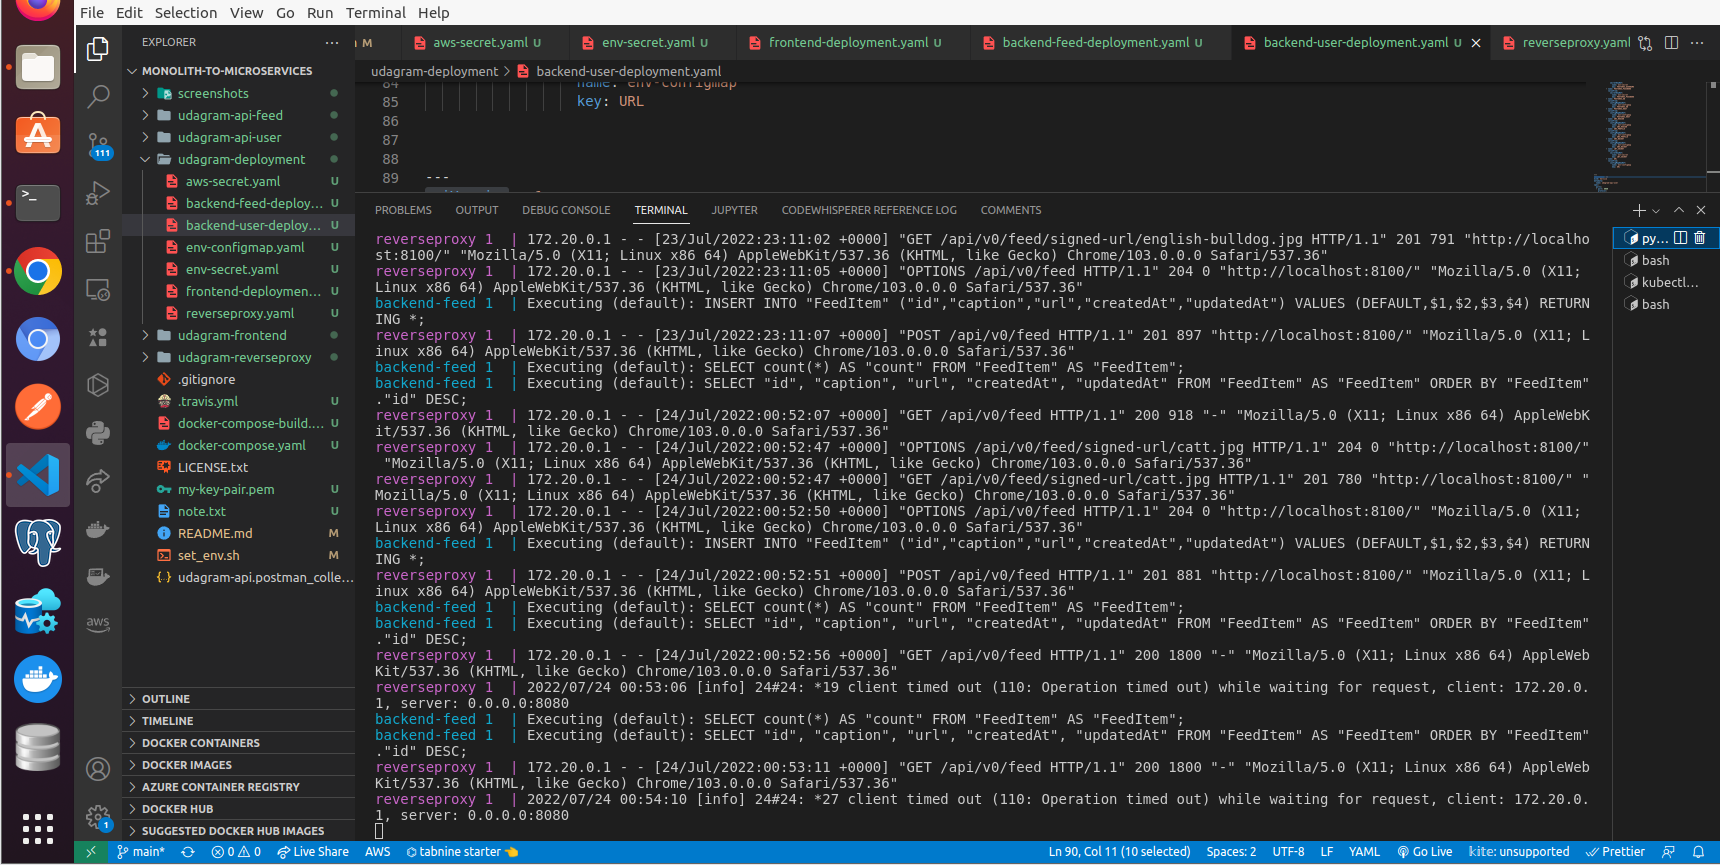 File Edit Selection View Go Run Terminal Help
EXPLORER ···
M aws-secret.yaml U env-secret.yaml U frontend-deployment.yaml U backend-feed-deployment.yaml U backend-user-deployment.yaml U reverseproxy.yaml
udagram-deployment > backend-user-deployment.yaml
MONOLITH-TO-MICROSERVICES
screenshots
udagram-api-feed
udagram-api-user
udagram-deployment
aws-secret.yaml U
backend-feed-deploy... U
backend-user-deploy... U
env-configmap.yaml U
env-secret.yaml U
frontend-deploymen... U
reverseproxy.yaml U
udagram-frontend
udagram-reverseproxy
.gitignore
.travis.yml U
docker-compose-build.... U
docker-compose.yaml U
LICENSE.txt
my-key-pair.pem U
note.txt U
README.md M
set_env.sh M
udagram-api.postman_colle...
OUTLINE
TIMELINE
DOCKER CONTAINERS
DOCKER IMAGES
AZURE CONTAINER REGISTRY
DOCKER HUB
SUGGESTED DOCKER HUB IMAGES
111
aws
1
84 name: env-configmap
85 key: URL
86
87
88
89 ---
PROBLEMS OUTPUT DEBUG CONSOLE TERMINAL JUPYTER CODEWHISPERER REFERENCE LOG COMMENTS
reverseproxy 1 | 172.20.0.1 - - [23/Jul/2022:23:11:02 +0000] "GET /api/v0/feed/signed-url/english-bulldog.jpg HTTP/1.1" 201 791 "http://localho
st:8100/" "Mozilla/5.0 (X11; Linux x86 64) AppleWebKit/537.36 (KHTML, like Gecko) Chrome/103.0.0.0 Safari/537.36"
reverseproxy 1 | 172.20.0.1 - - [23/Jul/2022:23:11:05 +0000] "OPTIONS /api/v0/feed HTTP/1.1" 204 0 "http://localhost:8100/" "Mozilla/5.0 (X11;
Linux x86 64) AppleWebKit/537.36 (KHTML, like Gecko) Chrome/103.0.0.0 Safari/537.36"
backend-feed 1 | Executing (default): INSERT INTO "FeedItem" ("id","caption","url","createdAt","updatedAt") VALUES (DEFAULT,$1,$2,$3,$4) RETURN
ING *;
reverseproxy 1 | 172.20.0.1 - - [23/Jul/2022:23:11:07 +0000] "POST /api/v0/feed HTTP/1.1" 201 897 "http://localhost:8100/" "Mozilla/5.0 (X11; L
inux x86 64) AppleWebKit/537.36 (KHTML, like Gecko) Chrome/103.0.0.0 Safari/537.36"
backend-feed 1 | Executing (default): SELECT count(*) AS "count" FROM "FeedItem" AS "FeedItem";
backend-feed 1 | Executing (default): SELECT "id", "caption", "url", "createdAt", "updatedAt" FROM "FeedItem" AS "FeedItem" ORDER BY "FeedItem"
."id" DESC;
reverseproxy 1 | 172.20.0.1 - - [24/Jul/2022:00:52:07 +0000] "GET /api/v0/feed HTTP/1.1" 200 918 "-" "Mozilla/5.0 (X11; Linux x86 64) AppleWebK
it/537.36 (KHTML, like Gecko) Chrome/103.0.0.0 Safari/537.36"
reverseproxy 1 | 172.20.0.1 - - [24/Jul/2022:00:52:47 +0000] "OPTIONS /api/v0/feed/signed-url/catt.jpg HTTP/1.1" 204 0 "http://localhost:8100/"
"Mozilla/5.0 (X11; Linux x86 64) AppleWebKit/537.36 (KHTML, like Gecko) Chrome/103.0.0.0 Safari/537.36"
reverseproxy 1 | 172.20.0.1 - - [24/Jul/2022:00:52:47 +0000] "GET /api/v0/feed/signed-url/catt.jpg HTTP/1.1" 201 780 "http://localhost:8100/" "
Mozilla/5.0 (X11; Linux x86 64) AppleWebKit/537.36 (KHTML, like Gecko) Chrome/103.0.0.0 Safari/537.36"
reverseproxy 1 | 172.20.0.1 - - [24/Jul/2022:00:52:50 +0000] "OPTIONS /api/v0/feed HTTP/1.1" 204 0 "http://localhost:8100/" "Mozilla/5.0 (X11;
Linux x86 64) AppleWebKit/537.36 (KHTML, like Gecko) Chrome/103.0.0.0 Safari/537.36"
backend-feed 1 | Executing (default): INSERT INTO "FeedItem" ("id","caption","url","createdAt","updatedAt") VALUES (DEFAULT,$1,$2,$3,$4) RETURN
ING *;
reverseproxy 1 | 172.20.0.1 - - [24/Jul/2022:00:52:51 +0000] "POST /api/v0/feed HTTP/1.1" 201 881 "http://localhost:8100/" "Mozilla/5.0 (X11; L
inux x86 64) AppleWebKit/537.36 (KHTML, like Gecko) Chrome/103.0.0.0 Safari/537.36"
backend-feed 1 | Executing (default): SELECT count(*) AS "count" FROM "FeedItem" AS "FeedItem";
backend-feed 1 | Executing (default): SELECT "id", "caption", "url", "createdAt", "updatedAt" FROM "FeedItem" AS "FeedItem" ORDER BY "FeedItem"
."id" DESC;
reverseproxy 1 | 172.20.0.1 - - [24/Jul/2022:00:52:56 +0000] "GET /api/v0/feed HTTP/1.1" 200 1800 "-" "Mozilla/5.0 (X11; Linux x86 64) AppleWeb
Kit/537.36 (KHTML, like Gecko) Chrome/103.0.0.0 Safari/537.36"
reverseproxy 1 | 2022/07/24 00:53:06 [info] 24#24: *19 client timed out (110: Operation timed out) while waiting for request, client: 172.20.0.
1, server: 0.0.0.0:8080
backend-feed 1 | Executing (default): SELECT count(*) AS "count" FROM "FeedItem" AS "FeedItem";
backend-feed 1 | Executing (default): SELECT "id", "caption", "url", "createdAt", "updatedAt" FROM "FeedItem" AS "FeedItem" ORDER BY "FeedItem"
."id" DESC;
reverseproxy 1 | 172.20.0.1 - - [24/Jul/2022:00:53:11 +0000] "GET /api/v0/feed HTTP/1.1" 200 1800 "-" "Mozilla/5.0 (X11; Linux x86 64) AppleWeb
Kit/537.36 (KHTML, like Gecko) Chrome/103.0.0.0 Safari/537.36"
reverseproxy 1 | 2022/07/24 00:54:10 [info] 24#24: *27 client timed out (110: Operation timed out) while waiting for request, client: 172.20.0.
1, server: 0.0.0.0:8080
py...
bash
kubectl...
bash
main* 0 0 Live Share AWS tabnine starter Ln 90, Col 11 (10 selected) Spaces: 2 UTF-8 LF YAML Go Live kite: unsupported Prettier